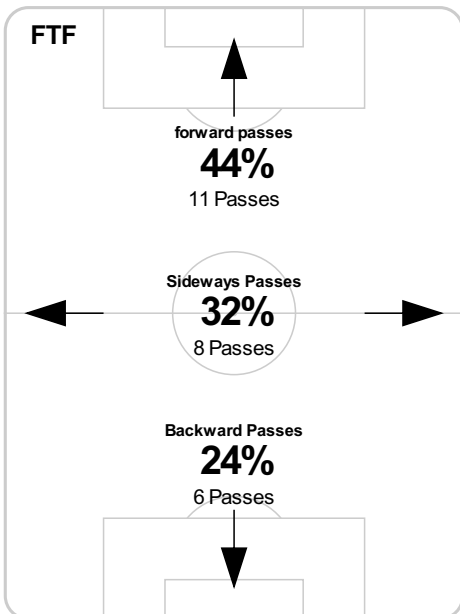 FTF
forward passes
44%
11 Passes
Sideways Passes
32%
8 Passes
Backward Passes
24%
6 Passes